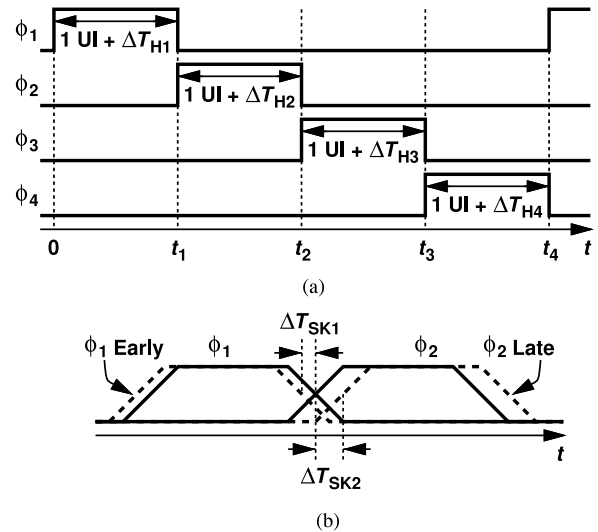 ϕ1
1 UI + ΔTH1
ϕ2
1 UI + ΔTH2
ϕ3
1 UI + ΔTH3
ϕ4
1 UI + ΔTH4
0 t1 t2 t3 t4 t
(a)
ΔTSK1
ϕ1 Early ϕ1 ϕ2 ϕ2 Late
t
ΔTSK2
(b)